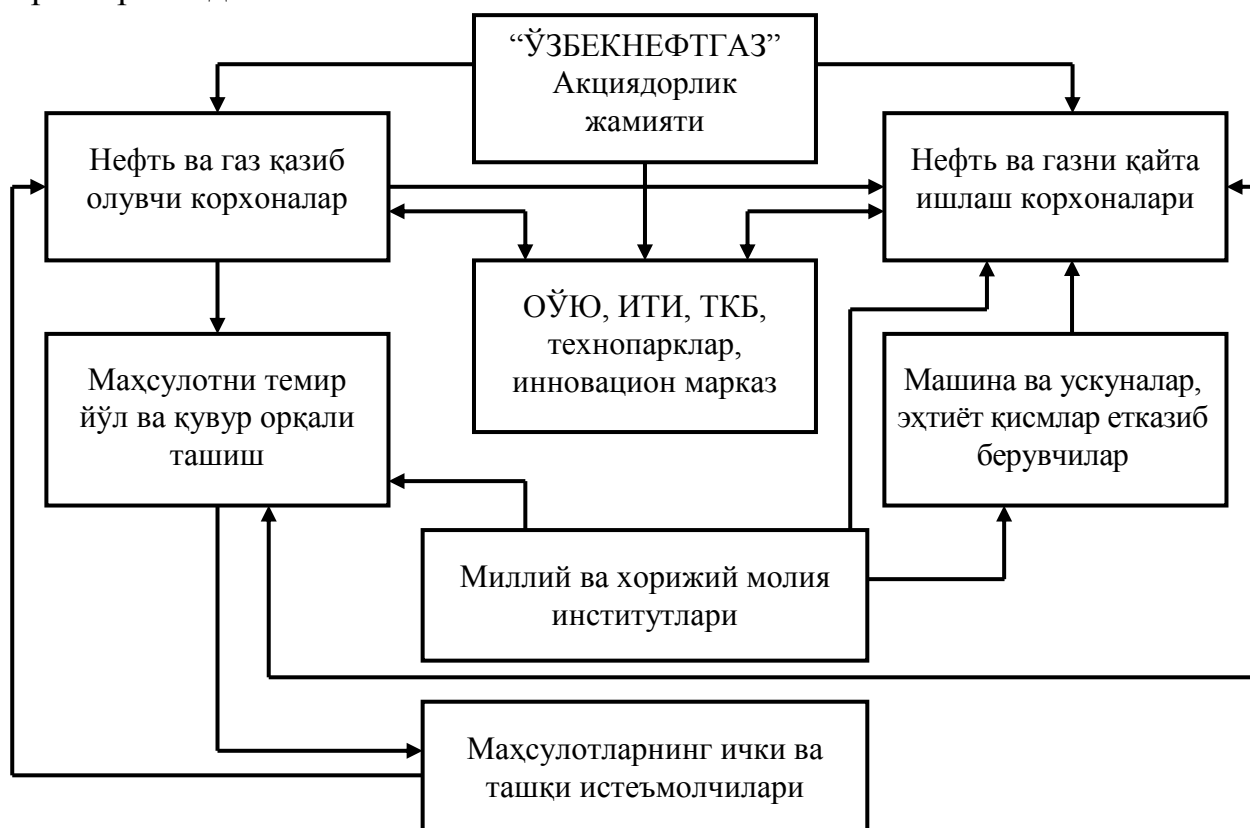 “ЎЗБЕКНЕФТГАЗ”
Акциядорлик
жамияти
Нефть ва газ қазиб
олувчи корхоналар
Нефть ва газни қайта
ишлаш корхоналари
ОЎЮ, ИТИ, ТКБ,
технопарклар,
инновацион марказ
Маҳсулотни темир
йўл ва қувур орқали
ташиш
Машина ва ускуналар,
эҳтиёт қисмлар етказиб
берувчилар
Миллий ва хорижий молия
институтлари
Маҳсулотларнинг ички ва
ташқи истеъмолчилари